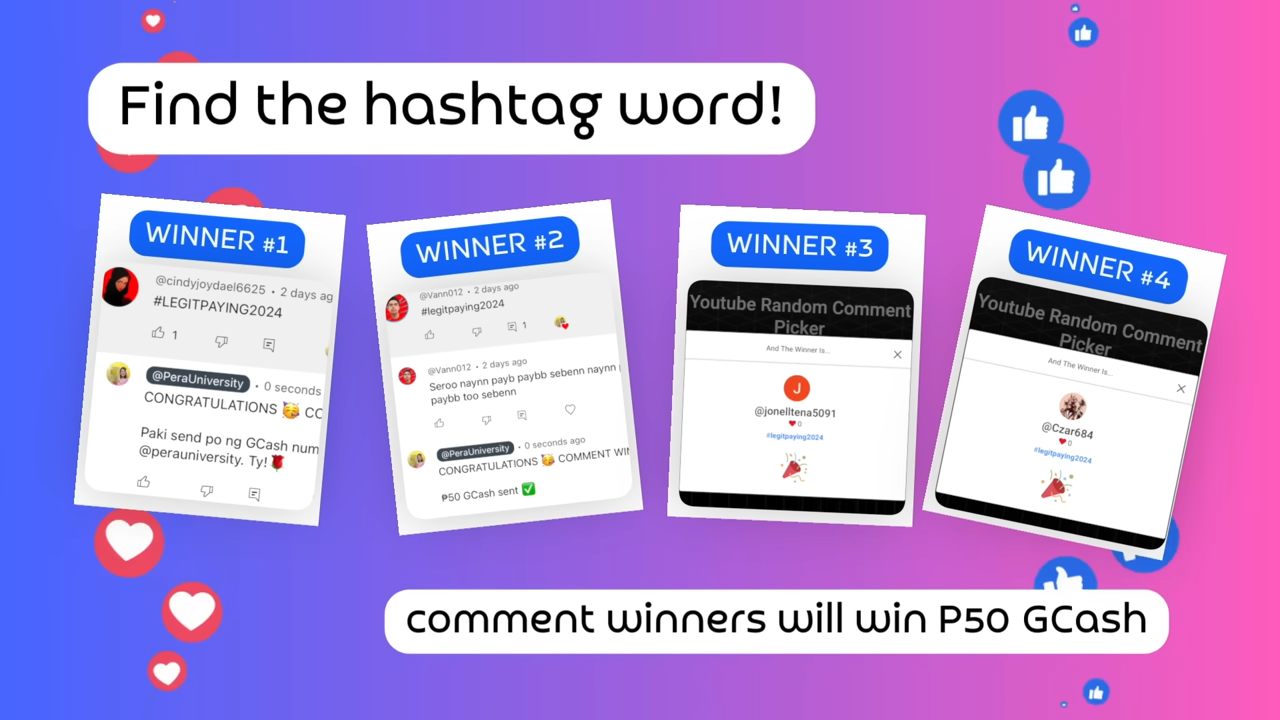 Find the hashtag word!
WINNER #1
@cindyjoydael6625 • 2 days ag
#LEGITPAYING2024
1
@PeraUniversity • 0 seconds
CONGRATULATIONS 🥳 CO
Paki send po ng GCash num
@perauniversity. Ty!🌹
WINNER #2
@Vann012 • 2 days ago
#legitpaying2024
1
@Vann012 • 2 days ago
Seroo naynn payb paybb sebenn naynn
paybb too sebenn
@PeraUniversity • 0 seconds ago
CONGRATULATIONS 🥳 COMMENT WIN
₱50 GCash sent ✅
WINNER #3
Youtube Random Comment
Picker
And The Winner Is...
J
@jonelltena5091
0
#legitpaying2024
WINNER #4
Youtube Random Comment
Picker
And The Winner Is...
@Czar684
0
#legitpaying2024
comment winners will win P50 GCash